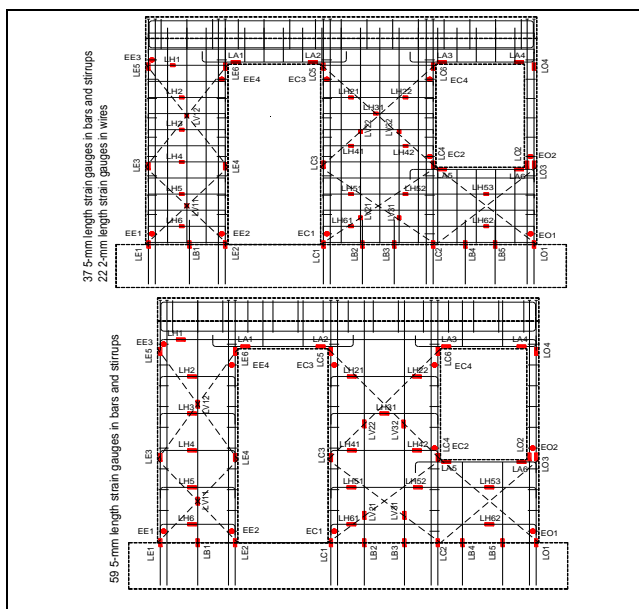 37 5-mm length strain gauges in bars and stirrups
22 2-mm length strain gauges in wires
EE3
LE5
LH1
LA1
LA2
LA3
LA4
LE6
LC5
LC6
LO4
EE4
EC3
EC4
LH2
LH21
LH22
LV12
LH31
LH3
LV22
LH4
LH41
LH42
LC4
EC2
LO2
EO2
LE3
LE4
LC3
LA5
LA6
LO3
LH5
LH51
LH52
LH53
LV11
LV21
LV31
LH6
LH61
LH62
EE1
EE2
EC1
EO1
LE1
LB1
LE2
LC1
LB2
LB3
LC2
LB4
LB5
LO1
59 5-mm length strain gauges in bars and stirrups
EE3
LH1
LA1
LA2
LA3
LA4
LE5
LE6
LC5
LC6
LO4
EE4
EC3
EC4
LH2
LH21
LH22
LV12
LH3
LH31
LV22
LV32
LH4
LH41
LH42
LC4
EC2
LO2
EO2
LE3
LE4
LC3
LA5
LA6
LO3
LH5
LH51
LH52
LH53
LV11
LV21
LH6
LH61
LH62
EE1
EE2
EC1
EO1
LE1
LB1
LE2
LC1
LB2
LB3
LC2
LB4
LB5
LO1